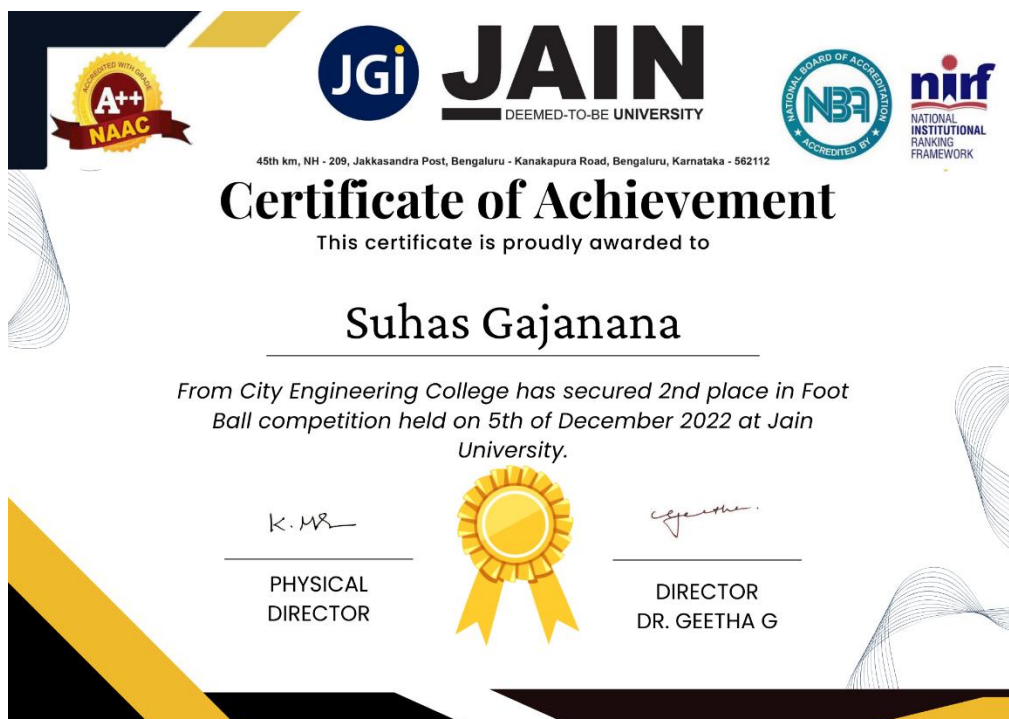 ACCREDITED WITH GRADE
A++
NAAC
JGi
JAIN
DEEMED-TO-BE UNIVERSITY
NATIONAL BOARD OF ACCREDITATION
NBA
ACCREDITED BY
nirf
NATIONAL
INSTITUTIONAL
RANKING
FRAMEWORK
45th km, NH - 209, Jakkasandra Post, Bengaluru - Kanakapura Road, Bengaluru, Karnataka - 562112
Certificate of Achievement
This certificate is proudly awarded to
Suhas Gajanana
From City Engineering College has secured 2nd place in Foot
Ball competition held on 5th of December 2022 at Jain
University.
Geetha.
PHYSICAL
DIRECTOR
DIRECTOR
DR. GEETHA G